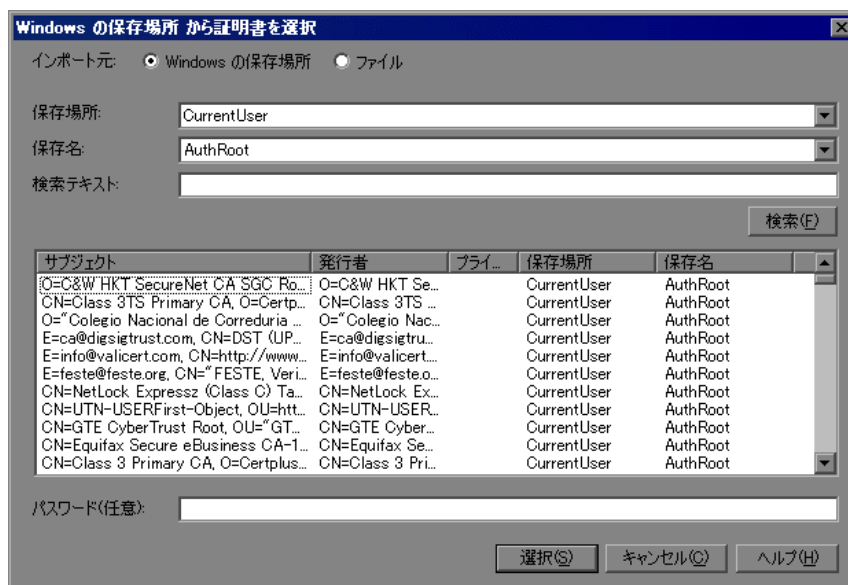 Windows の保存場所 から証明書を選択
インポート元: Windows の保存場所 ファイル
保存場所: CurrentUser
保存名: AuthRoot
検索テキスト:
検索(F)
サブジェクト 発行者 プライ... 保存場所 保存名
O=C&W HKT SecureNet CA SGC Ro... O=C&W HKT Se... CurrentUser AuthRoot
CN=Class 3TS Primary CA, O=Certp... CN=Class 3TS ... CurrentUser AuthRoot
O="Colegio Nacional de Correduria ... O="Colegio Nac... CurrentUser AuthRoot
E=ca@digsigtrust.com, CN=DST (UP... E=ca@digsigtru... CurrentUser AuthRoot
E=info@valicert.com, CN=http://www... E=info@valicert... CurrentUser AuthRoot
E=feste@feste.org, CN="FESTE, Veri... E=feste@feste.o... CurrentUser AuthRoot
CN=NetLock Expressz (Class C) Ta... CN=NetLock Ex... CurrentUser AuthRoot
CN=UTN-USERFirst-Object, OU=htt... CN=UTN-USER... CurrentUser AuthRoot
CN=GTE CyberTrust Root, OU="GT... CN=GTE Cyber... CurrentUser AuthRoot
CN=Equifax Secure eBusiness CA-1... CN=Equifax Se... CurrentUser AuthRoot
CN=Class 3 Primary CA, O=Certplus... CN=Class 3 Pri... CurrentUser AuthRoot
パスワード(任意):
選択(S) キャンセル(C) ヘルプ(H)